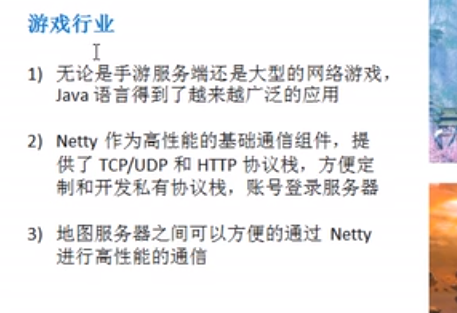 游戏行业
1) 无论是手游服务端还是大型的网络游戏，
Java 语言得到了越来越广泛的应用
2) Netty 作为高性能的基础通信组件，提
供了 TCP/UDP 和 HTTP 协议栈，方便定
制和开发私有协议栈，账号登录服务器
3) 地图服务器之间可以方便的通过 Netty
进行高性能的通信